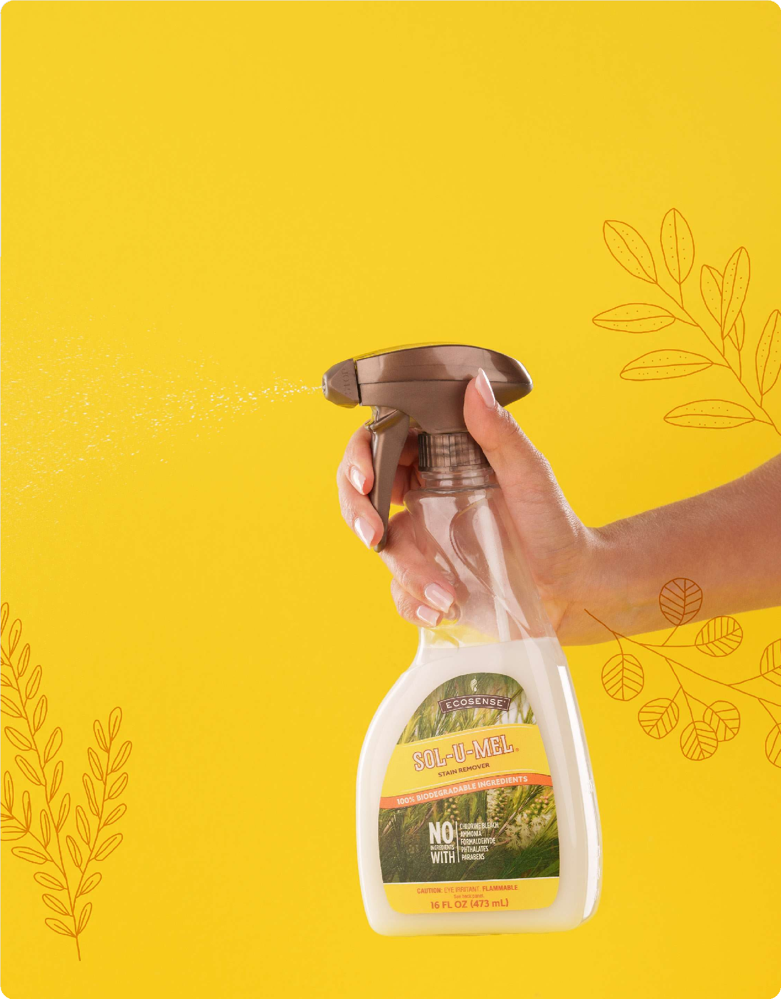 STOP
ECOSENSE®
SOL-U-MEL®
STAIN REMOVER
100% BIODEGRADABLE INGREDIENTS
NO INGREDIENTS WITH
CHLORINE BLEACH
AMMONIA
FORMALDEHYDE
PHTHALATES
PARABENS
CAUTION: EYE IRRITANT. FLAMMABLE
See back panel.
16 FL OZ (473 mL)